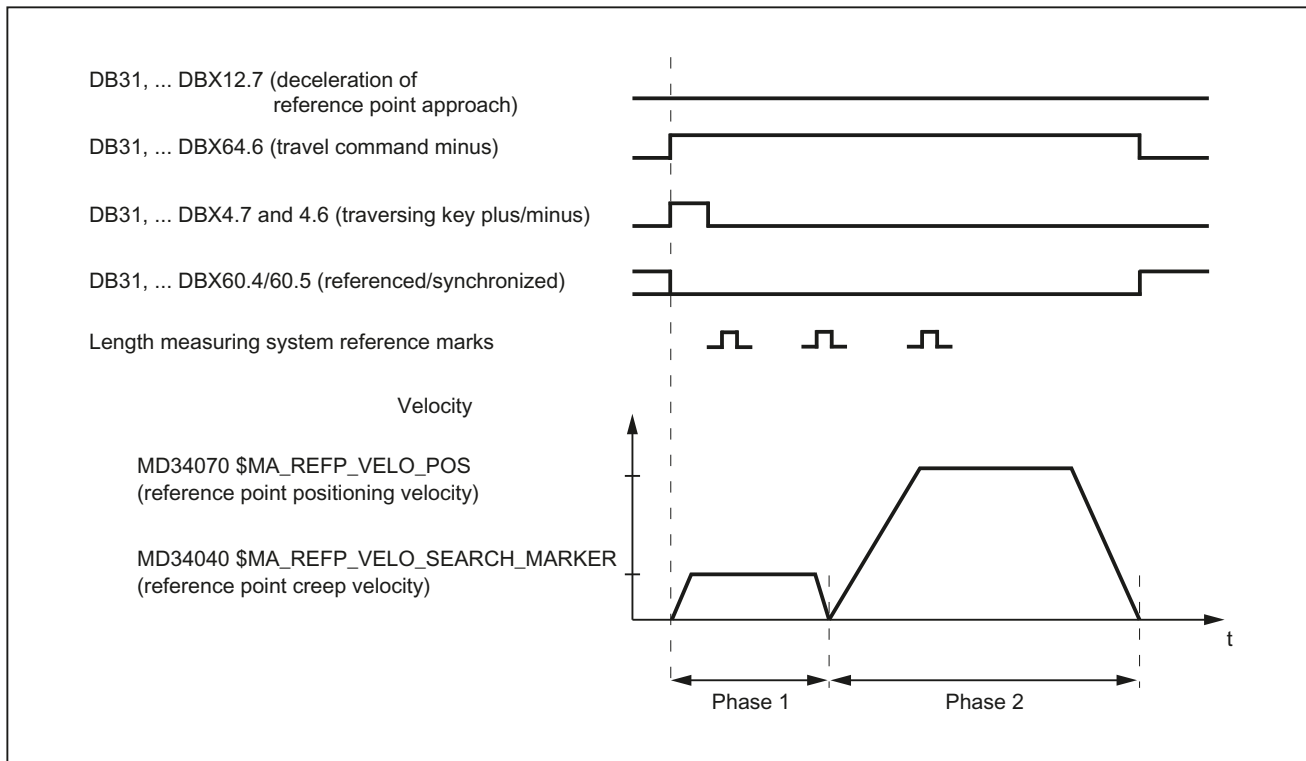 DB31, ... DBX12.7 (deceleration of
reference point approach)
DB31, ... DBX64.6 (travel command minus)
DB31, ... DBX4.7 and 4.6 (traversing key plus/minus)
DB31, ... DBX60.4/60.5 (referenced/synchronized)
Length measuring system reference marks
Velocity
MD34070 $MA_REFP_VELO_POS
(reference point positioning velocity)
MD34040 $MA_REFP_VELO_SEARCH_MARKER
(reference point creep velocity)
t
Phase 1
Phase 2